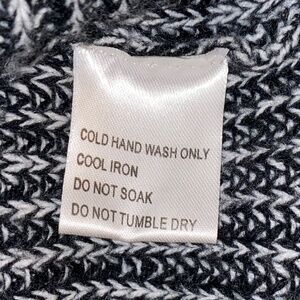 COLD HAND WASH ONLY
COOL IRON
DO NOT SOAK
DO NOT TUMBLE DRY